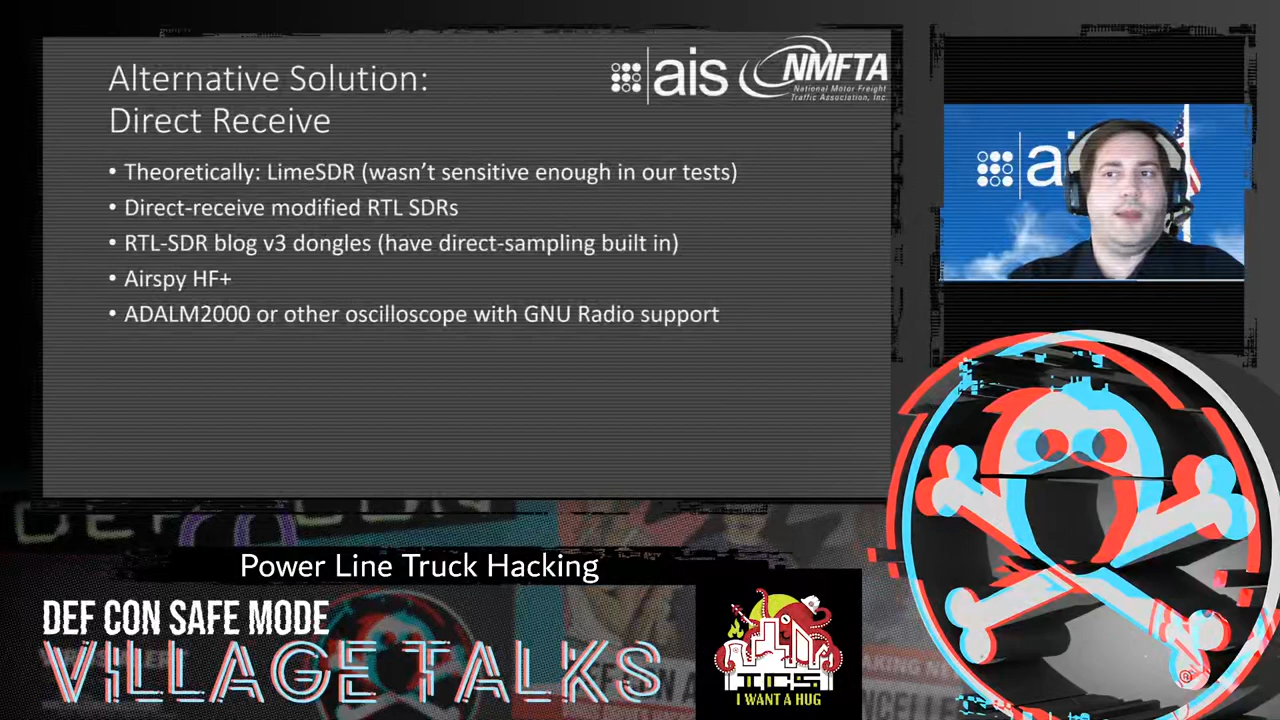 Alternative Solution:
Direct Receive
ais
NMFTA
National Motor Freight
Traffic Association, Inc.
• Theoretically: LimeSDR (wasn't sensitive enough in our tests)
• Direct-receive modified RTL SDRs
• RTL-SDR blog v3 dongles (have direct-sampling built in)
• Airspy HF+
• ADALM2000 or other oscilloscope with GNU Radio support
a
DEF CON
Power Line Truck Hacking
DEF CON SAFE MODE
VILLAGE TALKS
ICS
I WANT A HUG
®